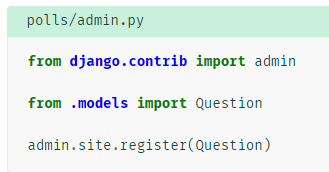 polls/admin.py
from django.contrib import admin
from .models import Question
admin.site.register(Question)